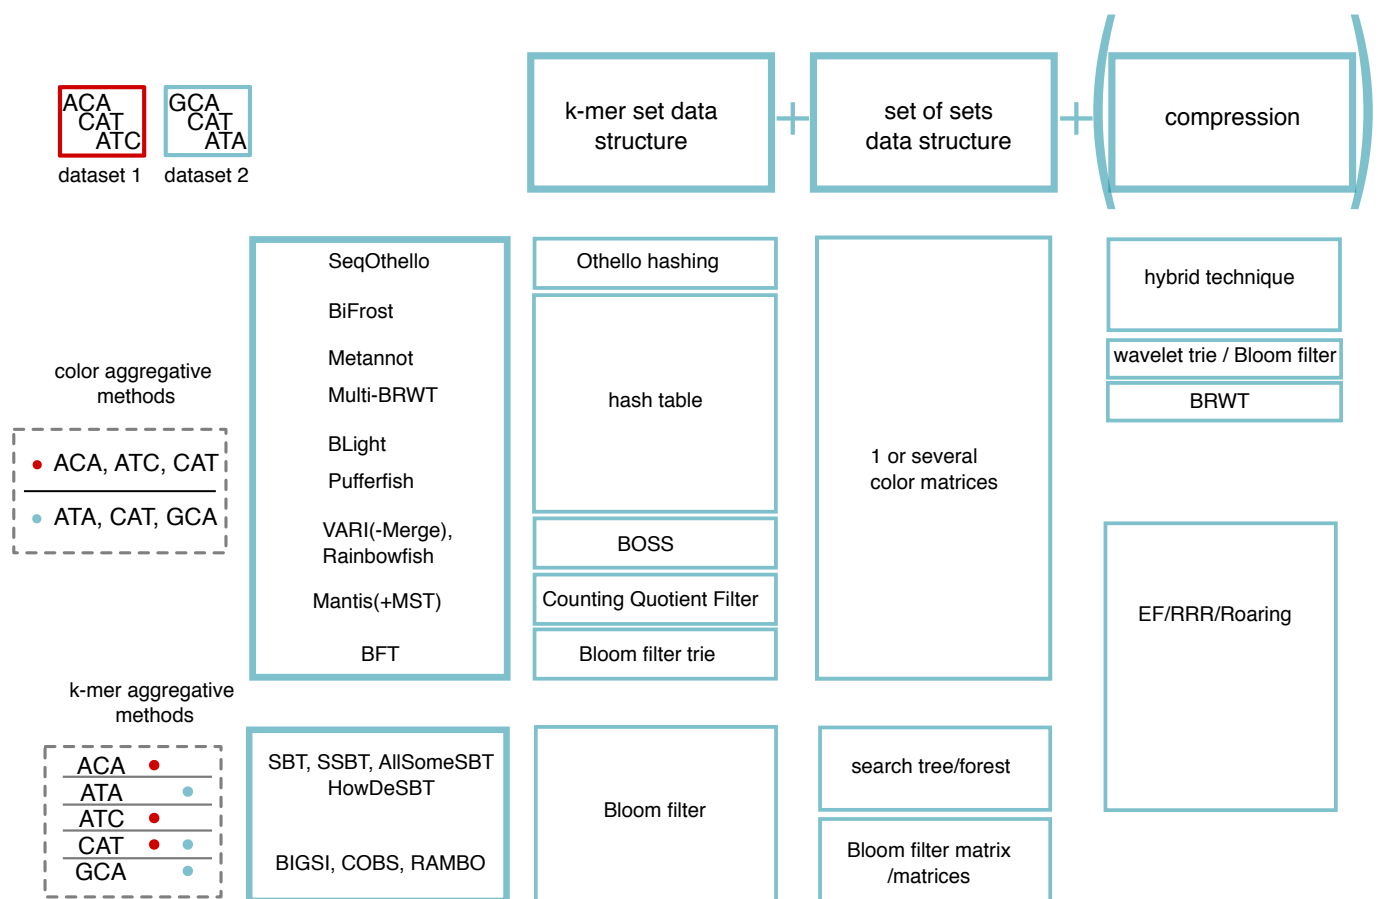 ACA
CAT
ATC
dataset 1
GCA
CAT
ATA
dataset 2
k-mer set data
structure
+
set of sets
data structure
+
(
compression
)
color aggregative
methods
ACA, ATC, CAT
ATA, CAT, GCA
SeqOthello
BiFrost
Metannot
Multi-BRWT
BLight
Pufferfish
VARI(-Merge),
Rainbowfish
Mantis(+MST)
BFT
Othello hashing
hash table
BOSS
Counting Quotient Filter
Bloom filter trie
1 or several
color matrices
hybrid technique
wavelet trie / Bloom filter
BRWT
EF/RRR/Roaring
k-mer aggregative
methods
ACA
ATA
ATC
CAT
GCA
SBT, SSBT, AllSomeSBT
HowDeSBT
BIGSI, COBS, RAMBO
Bloom filter
search tree/forest
Bloom filter matrix
/matrices